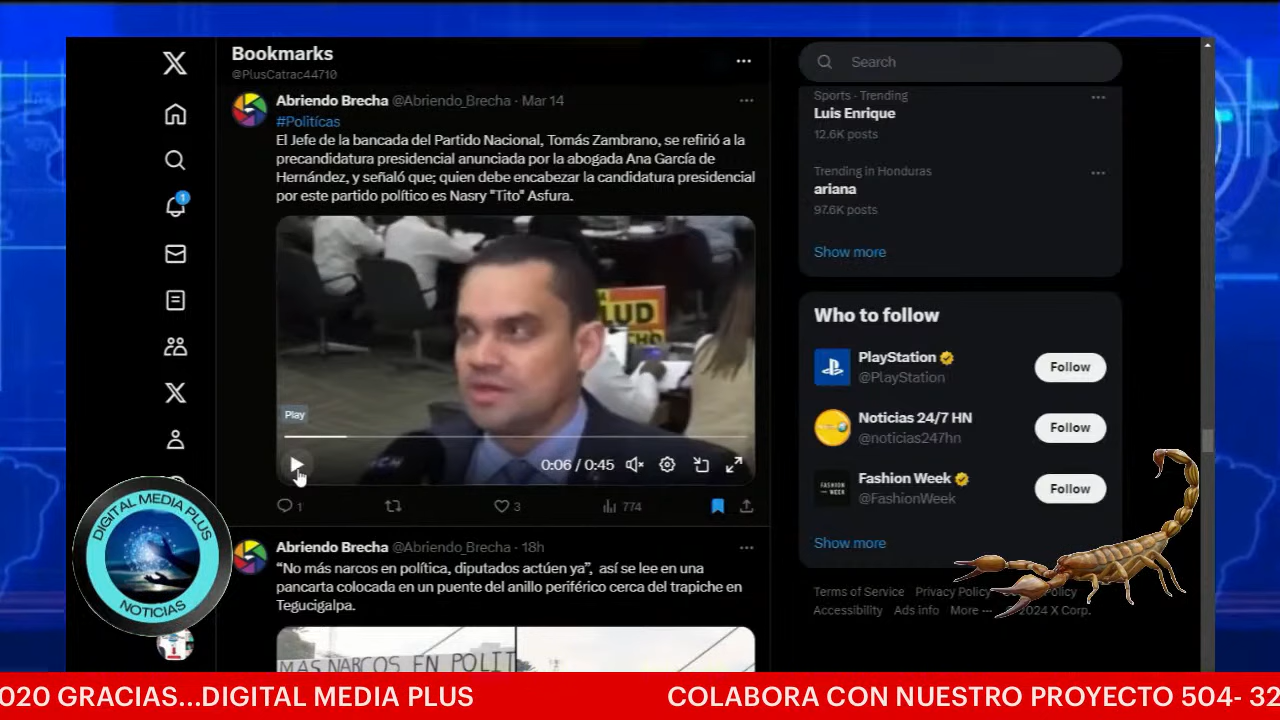 Bookmarks
@PlusCatrac44710
Abriendo Brecha @Abriendo_Brecha · Mar 14
#Politícas
El Jefe de la bancada del Partido Nacional, Tomás Zambrano, se refirió a la
precandidatura presidencial anunciada por la abogada Ana García de
Hernández, y señaló que; quien debe encabezar la candidatura presidencial
por este partido político es Nasry "Tito" Asfura.
LUD
Play
0:06 / 0:45
1
3
774
Abriendo Brecha @Abriendo_Brecha · 18h
“No más narcos en política, diputados actúen ya”, así se lee en una
pancarta colocada en un puente del anillo periférico cerca del trapiche en
Tegucigalpa.
MAS NARCOS EN POLIT
1
Search
Sports · Trending
Luis Enrique
12.6K posts
Trending in Honduras
ariana
97.6K posts
Show more
Who to follow
PlayStation
@PlayStation
Follow
Noticias 24/7 HN
@noticias247hn
Follow
Fashion Week
@FashionWeek
Follow
FASHION
WEEK
Show more
Terms of Service Privacy Policy Policy
Accessibility Ads info More ··· 2024 X Corp.
DIGITAL MEDIA PLUS
NOTICIAS
020 GRACIAS...DIGITAL MEDIA PLUS
COLABORA CON NUESTRO PROYECTO 504- 32